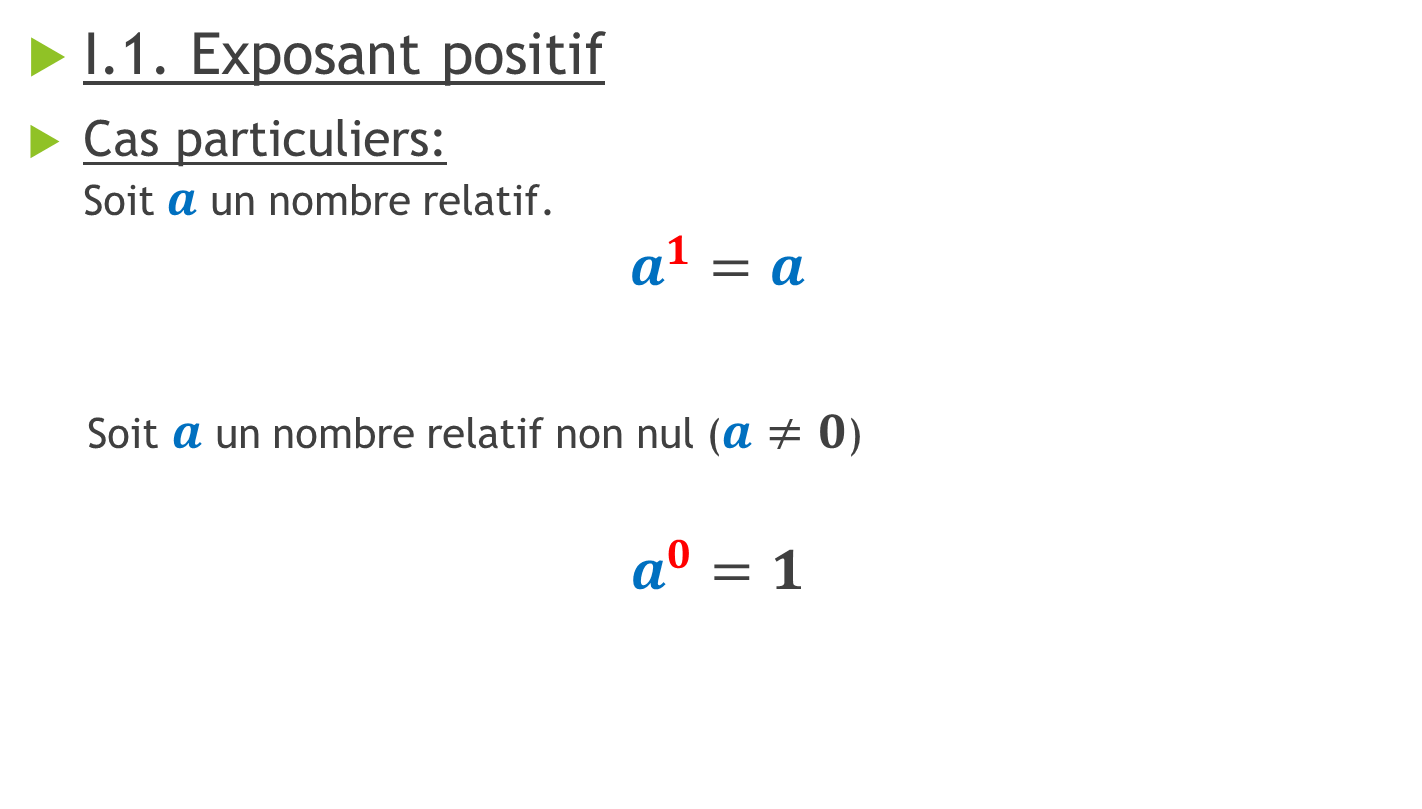 I.1. Exposant positif
Cas particuliers:
Soit a un nombre relatif.
a¹ = a
Soit a un nombre relatif non nul (a ≠ 0)
a⁰ = 1